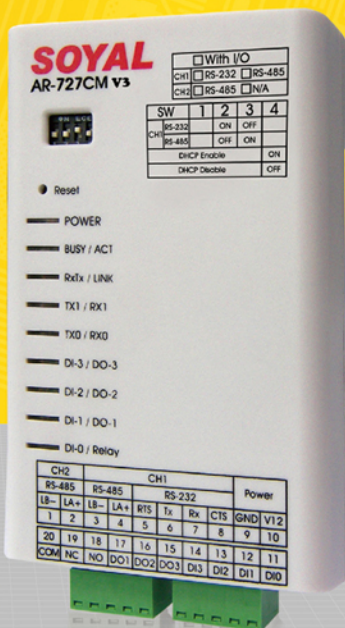 SOYAL
AR-727CM V3
With I/O
CH1 RS-232 RS-485
CH2 RS-485 N/A
SW 1 2 3 4
CH1 RS-232 ON OFF
RS-485 OFF ON
DHCP Enable ON
DHCP Disable OFF
Reset
POWER
BUSY / ACT
RxTx / LINK
TX1 / RX1
TX0 / RX0
DI-3 / DO-3
DI-2 / DO-2
DI-1 / DO-1
DI-0 / Relay
CH2 CH1
RS-485 RS-485 RS-232 Power
LB- LA+ LB- LA+ RTS Tx Rx CTS GND V12
1 2 3 4 5 6 7 8 9 10
20 19 18 17 16 15 14 13 12 11
COM NC NO DO1 DO2 DO3 DI3 DI2 DI1 DI0